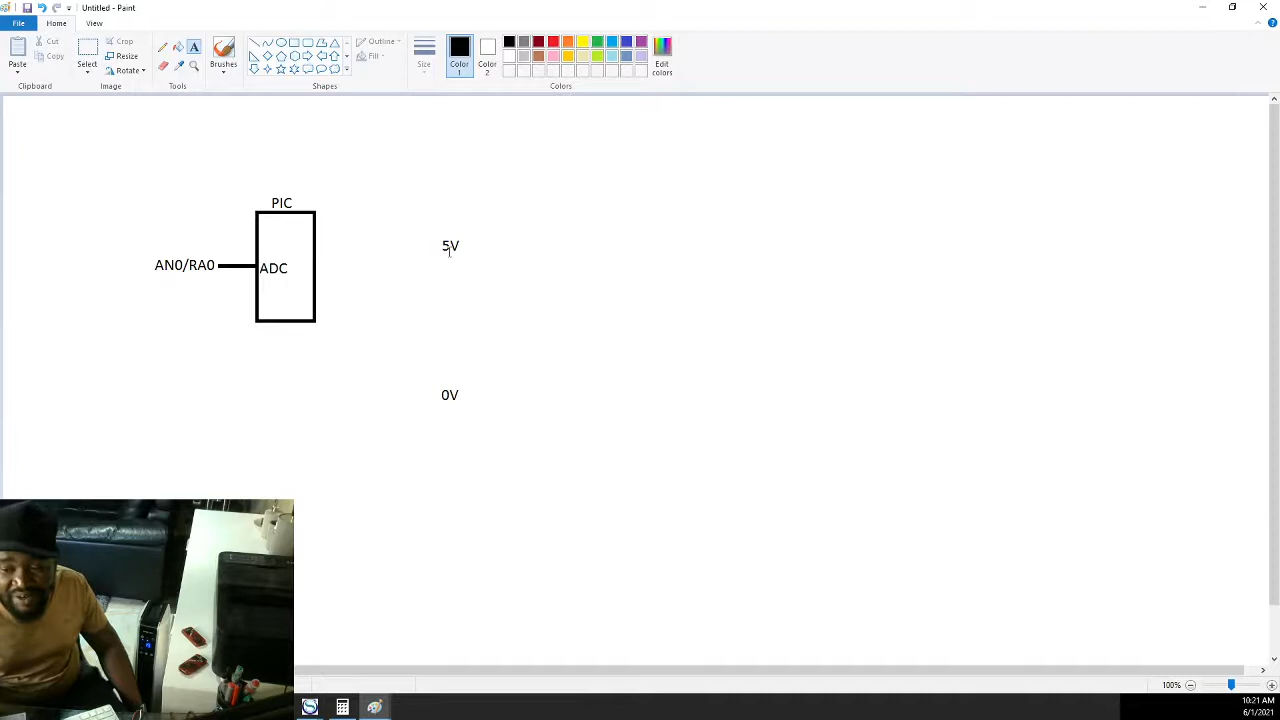 Untitled - Paint
File Home View
Paste
Cut
Copy
Clipboard
Select
Crop
Resize
Rotate
Image
Tools
Brushes
Shapes
Outline
Fill
Size
Color 1
Color 2
Edit colors
Colors
PIC
5V
AN0/RA0
ADC
0V
100%
10:21 AM
6/1/2021